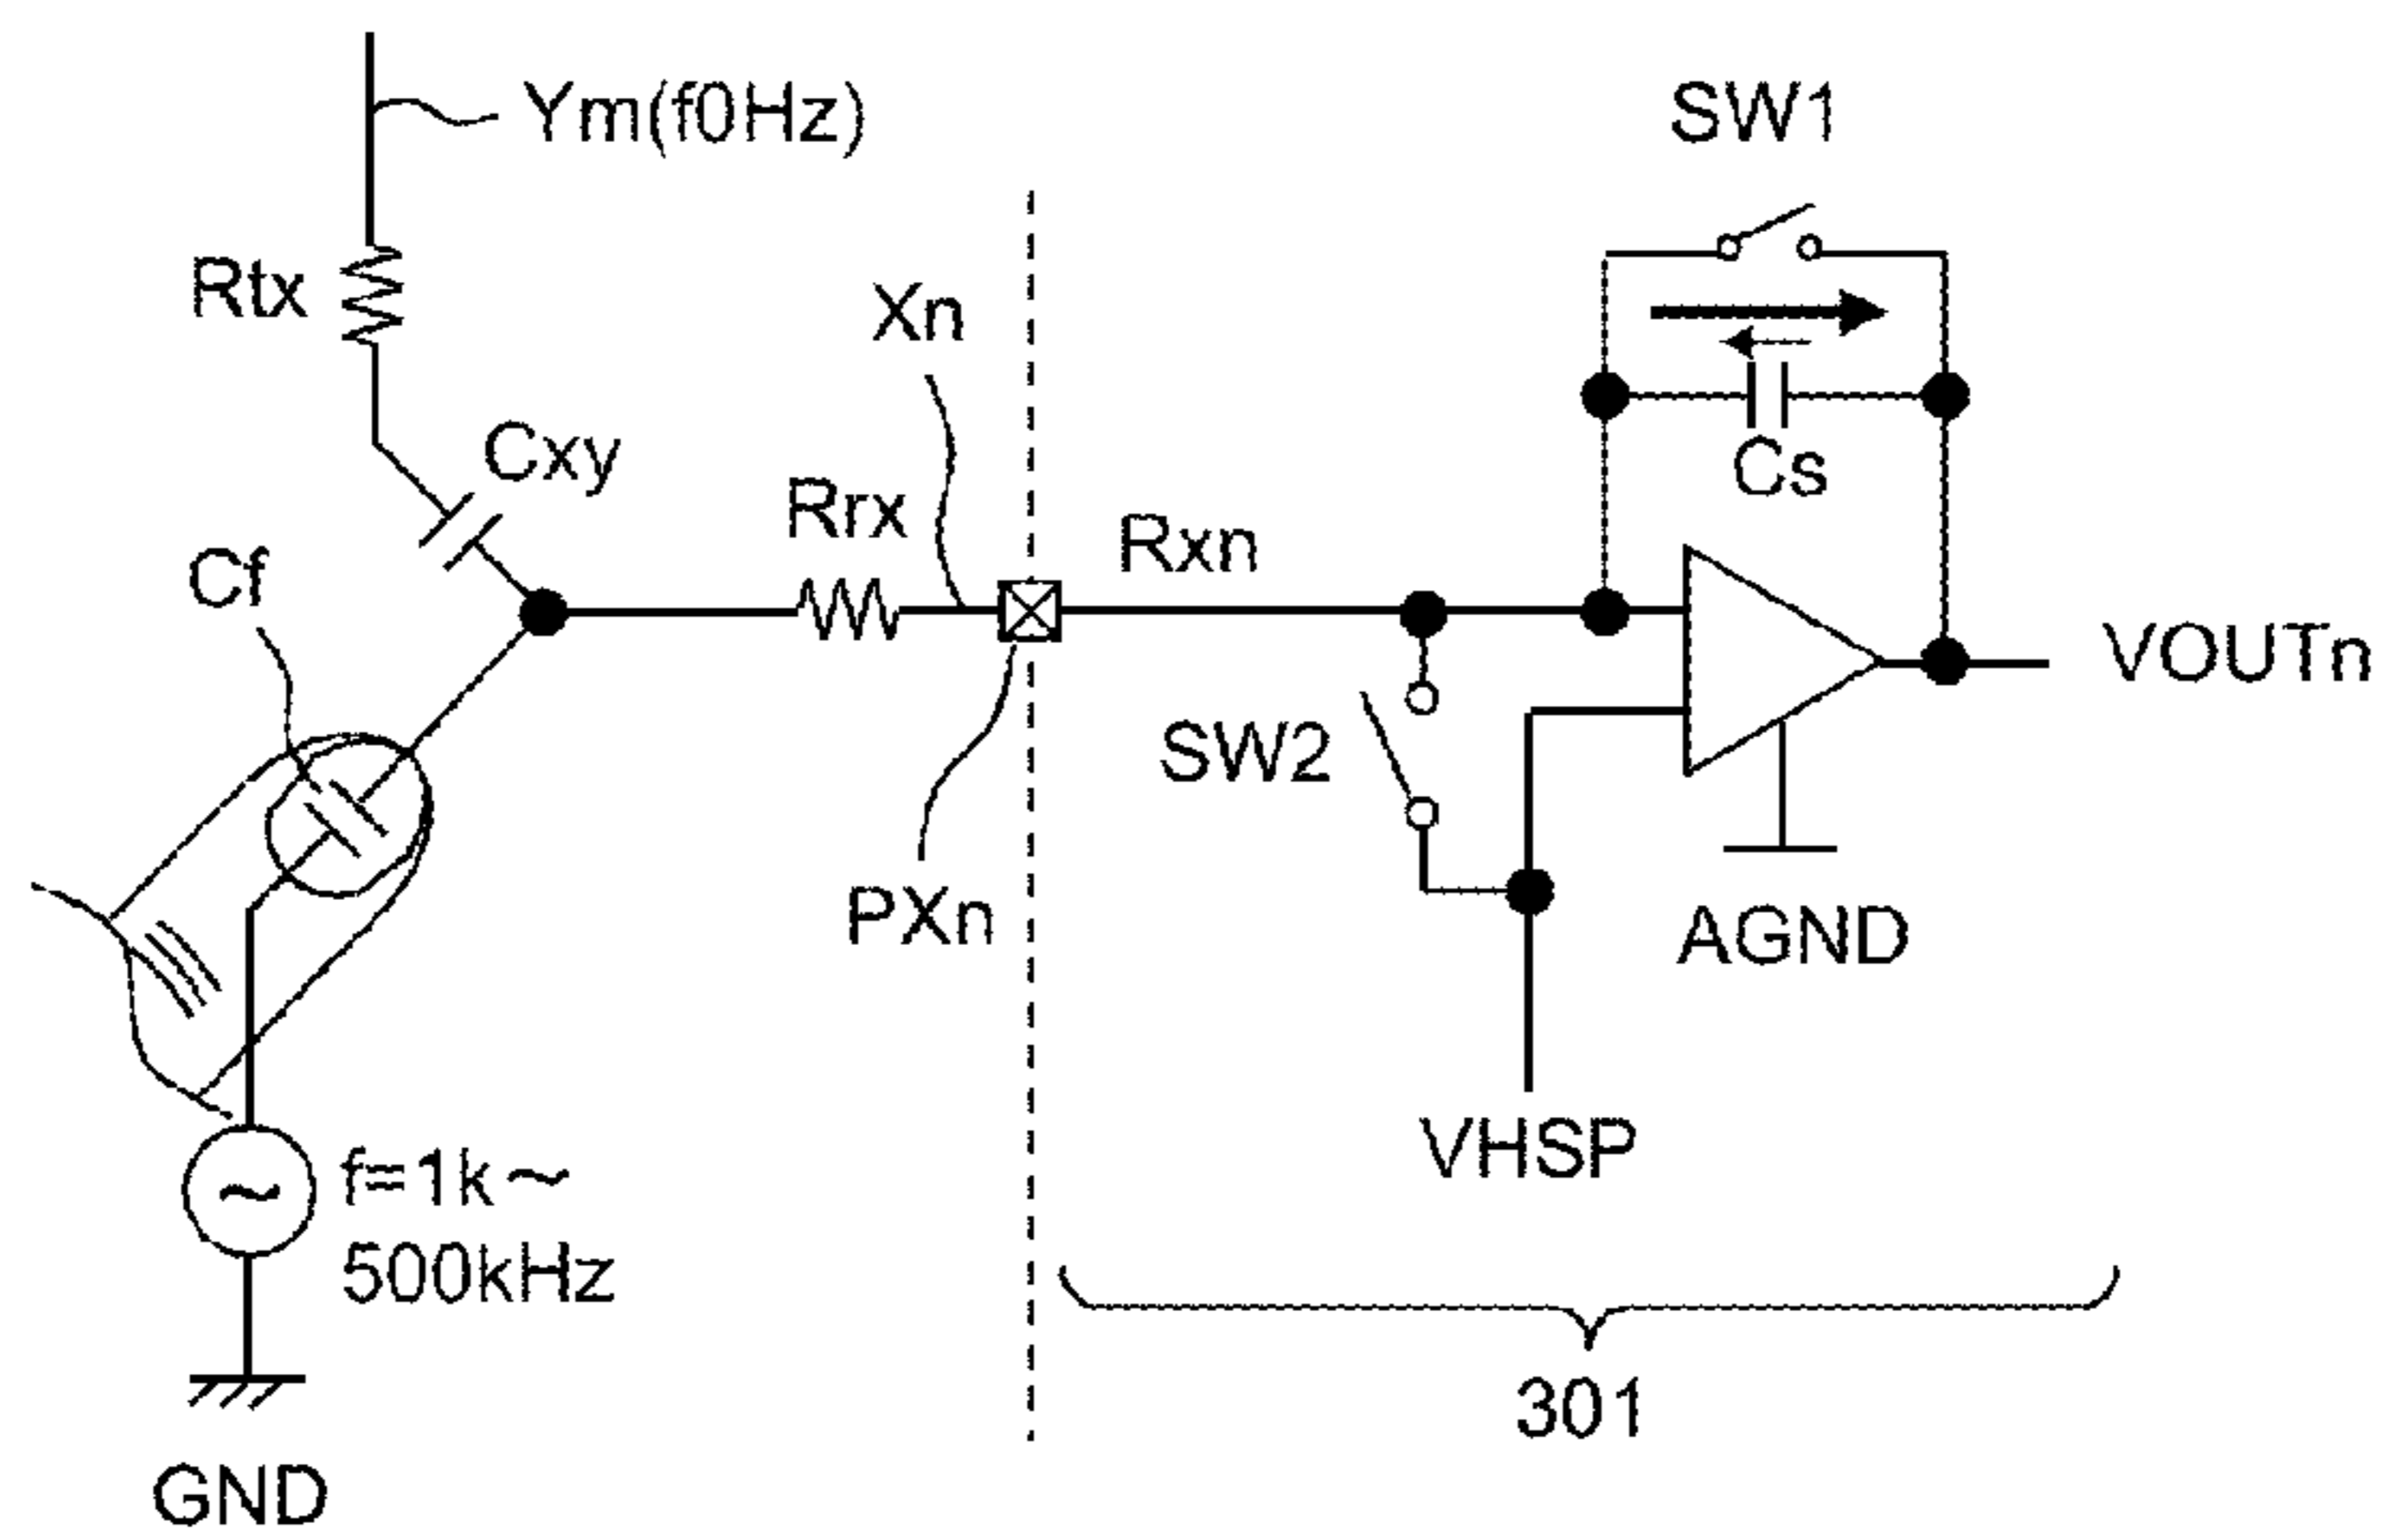 Ym(f0Hz)
SW1
Rtx
Xn
Cxy
Cs
Rrx
Rxn
Cf
VOUTn
SW2
PXn
AGND
VHSP
f=1k~
500kHz
301
GND